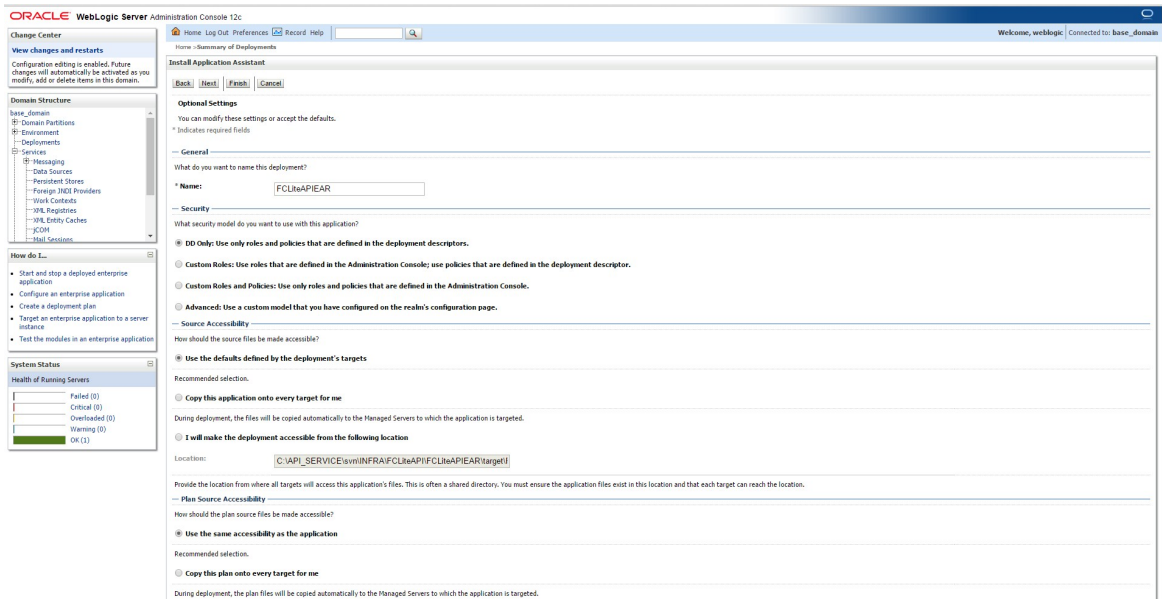 ORACLE WebLogic Server Administration Console 12c
Change Center
View changes and restarts
Configuration editing is enabled. Future
changes will automatically be activated as you
modify, add or delete items in this domain.
Domain Structure
base_domain
Domain Partitions
Environment
Deployments
Services
Messaging
Data Sources
Persistent Stores
Foreign JNDI Providers
Work Contexts
XML Registries
XML Entity Caches
jCOM
Mail Sessions
How do I...
Start and stop a deployed enterprise
application
Configure an enterprise application
Create a deployment plan
Target an enterprise application to a server
instance
Test the modules in an enterprise application
System Status
Health of Running Servers
Failed (0)
Critical (0)
Overloaded (0)
Warning (0)
OK (1)
Home Log Out Preferences Record Help
Welcome, weblogic Connected to: base_domain
Home >Summary of Deployments
Install Application Assistant
Back Next Finish Cancel
Optional Settings
You can modify these settings or accept the defaults.
* Indicates required fields
General
What do you want to name this deployment?
* Name: FCLiteAPIEAR
Security
What security model do you want to use with this application?
DD Only: Use only roles and policies that are defined in the deployment descriptors.
Custom Roles: Use roles that are defined in the Administration Console; use policies that are defined in the deployment descriptor.
Custom Roles and Policies: Use only roles and policies that are defined in the Administration Console.
Advanced: Use a custom model that you have configured on the realm's configuration page.
Source Accessibility
How should the source files be made accessible?
Use the defaults defined by the deployment's targets
Recommended selection.
Copy this application onto every target for me
During deployment, the files will be copied automatically to the Managed Servers to which the application is targeted.
I will make the deployment accessible from the following location
Location: C:\API_SERVICE\svn\INFRA\FCLiteAPI\FCLiteAPIEAR\target\
Provide the location from where all targets will access this application's files. This is often a shared directory. You must ensure the application files exist in this location and that each target can reach the location.
Plan Source Accessibility
How should the plan source files be made accessible?
Use the same accessibility as the application
Recommended selection.
Copy this plan onto every target for me
During deployment, the plan files will be copied automatically to the Managed Servers to which the application is targeted.